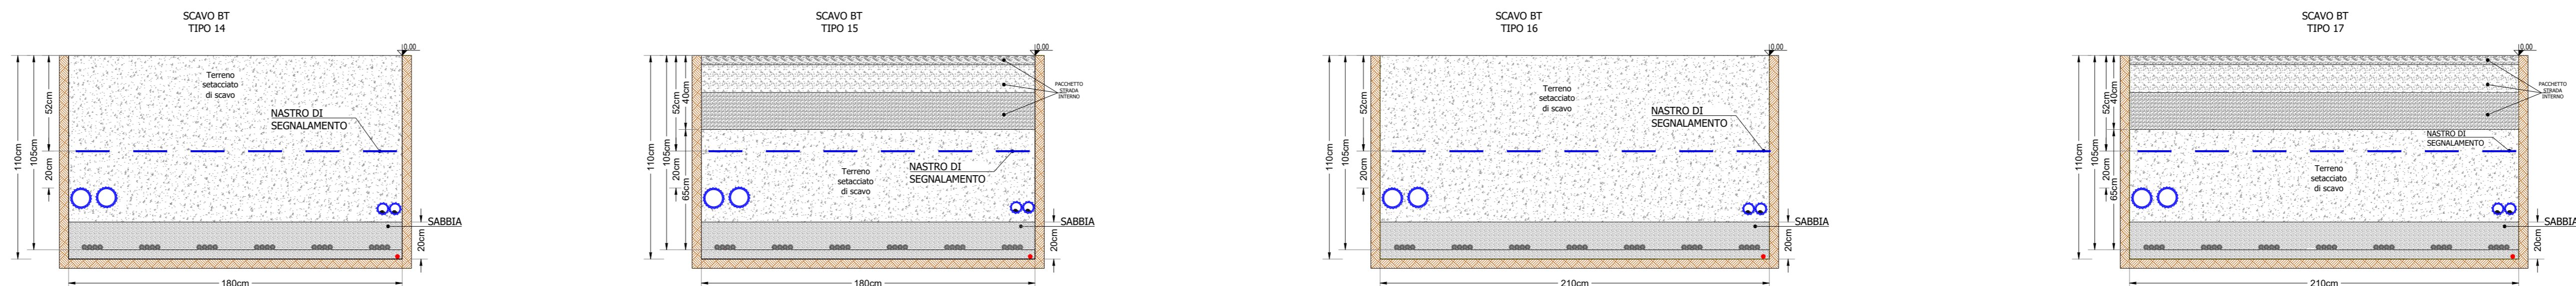 SCAVO BT
TIPO 14
0.00
Terreno
setacciato
di scavo
NASTRO DI
SEGNALAMENTO
110cm
105cm
52cm
20cm
SABBIA
20cm
180cm
SCAVO BT
TIPO 15
0.00
PACCHETTO
STRADA
INTERNO
110cm
105cm
52cm
40cm
20cm
65cm
Terreno
setacciato
di scavo
NASTRO DI
SEGNALAMENTO
SABBIA
20cm
180cm
SCAVO BT
TIPO 16
0.00
Terreno
setacciato
di scavo
NASTRO DI
SEGNALAMENTO
110cm
105cm
52cm
20cm
SABBIA
20cm
210cm
SCAVO BT
TIPO 17
0.00
PACCHETTO
STRADA
INTERNO
110cm
105cm
52cm
40cm
20cm
65cm
NASTRO DI
SEGNALAMENTO
Terreno
setacciato
di scavo
SABBIA
20cm
210cm